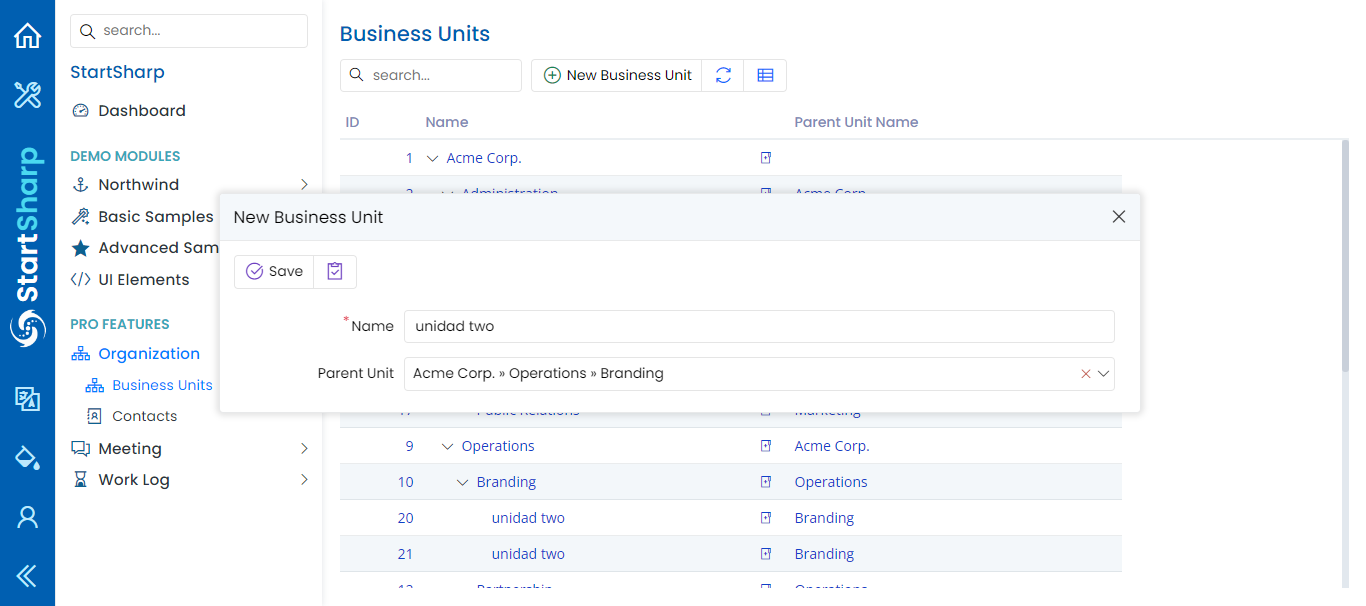 search...
StartSharp
Dashboard
DEMO MODULES
Northwind
Basic Samples
Advanced Sam
UI Elements
PRO FEATURES
Organization
Business Units
Contacts
Meeting
Work Log
StartSharp
Business Units
search...
New Business Unit
ID Name Parent Unit Name
1 Acme Corp.
2 Administration Acme Corp.
New Business Unit
Save
* Name unidad two
Parent Unit Acme Corp. » Operations » Branding
17 Public Relations Marketing
9 Operations Acme Corp.
10 Branding Operations
20 unidad two Branding
21 unidad two Branding
Partnership Operations